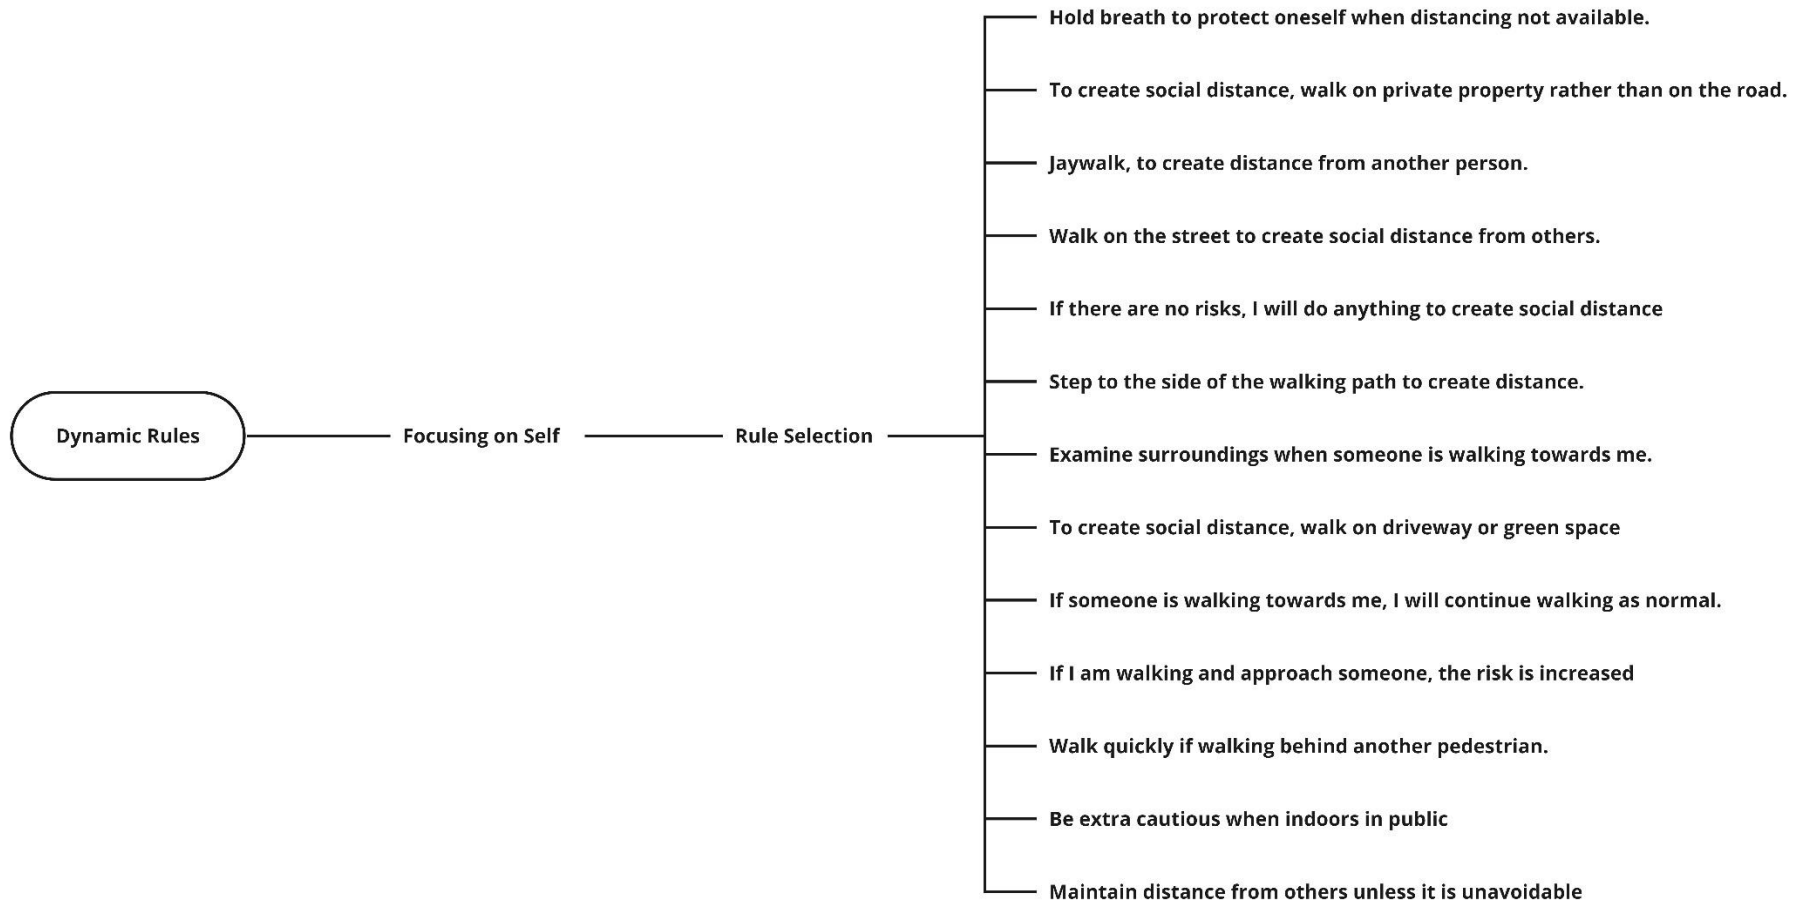 Hold breath to protect oneself when distancing not available.
To create social distance, walk on private property rather than on the road.
Jaywalk, to create distance from another person.
Walk on the street to create social distance from others.
If there are no risks, I will do anything to create social distance
Step to the side of the walking path to create distance.
Dynamic Rules
Focusing on Self
Rule Selection
Examine surroundings when someone is walking towards me.
To create social distance, walk on driveway or green space
If someone is walking towards me, I will continue walking as normal.
If I am walking and approach someone, the risk is increased
Walk quickly if walking behind another pedestrian.
Be extra cautious when indoors in public
Maintain distance from others unless it is unavoidable